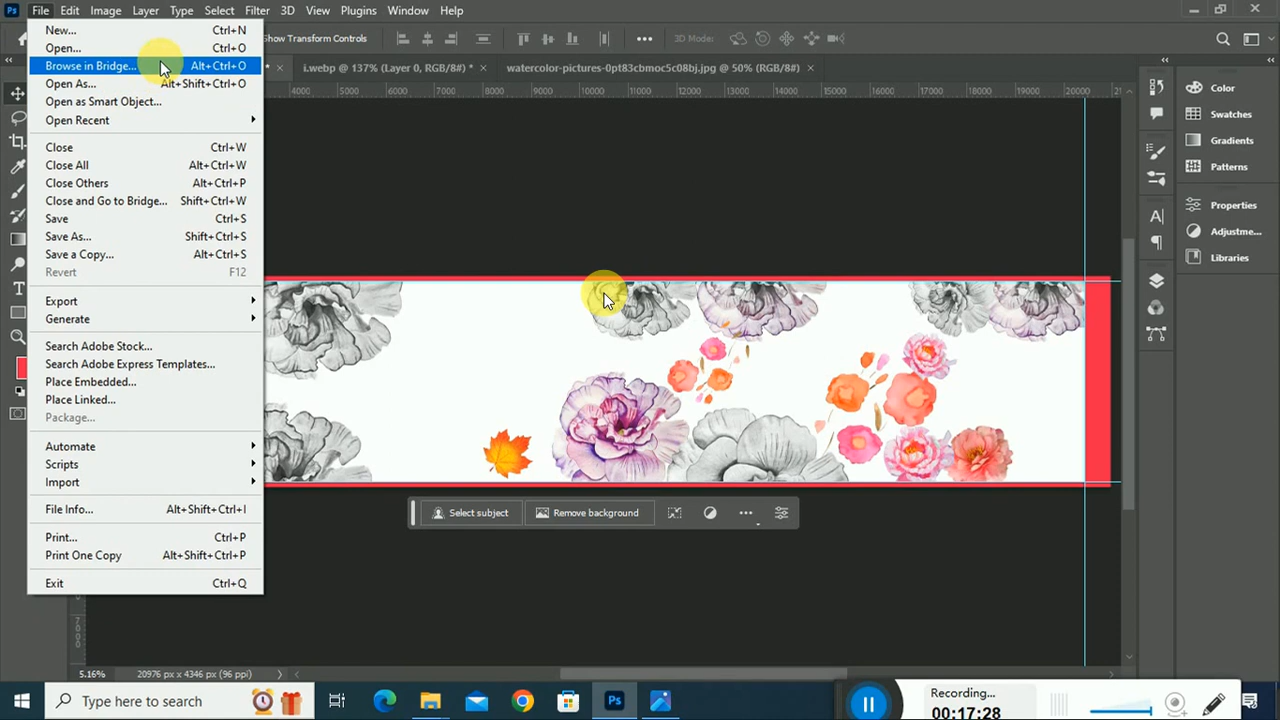 Ps File Edit Image Layer Type Select Filter 3D View Plugins Window Help
Show Transform Controls ••• 3D Mode:
i.webp @ 137% (Layer 0, RGB/8#) * × watercolor-pictures-0pt83cbmoc5c08bj.jpg @ 50% (RGB/8#) ×
4000 7000 8000 9000 10000 11000 12000 13000 14000 15000 16000 17000 18000 19000 20000
New... Ctrl+N
Open... Ctrl+O
Browse in Bridge... Alt+Ctrl+O
Open As... Alt+Shift+Ctrl+O
Open as Smart Object...
Open Recent
Close Ctrl+W
Close All Alt+Ctrl+W
Close Others Alt+Ctrl+P
Close and Go to Bridge... Shift+Ctrl+W
Save Ctrl+S
Save As... Shift+Ctrl+S
Save a Copy... Alt+Ctrl+S
Revert F12
Export
Generate
Search Adobe Stock...
Search Adobe Express Templates...
Place Embedded...
Place Linked...
Package...
Automate
Scripts
Import
File Info... Alt+Shift+Ctrl+I
Print... Ctrl+P
Print One Copy Alt+Shift+Ctrl+P
Exit Ctrl+Q
Color
Swatches
Gradients
Patterns
Properties
Adjustme...
Libraries
Select subject Remove background •••
5.16% 20976 px x 4346 px (96 ppi)
Type here to search
Ps
Recording...
00:17:28